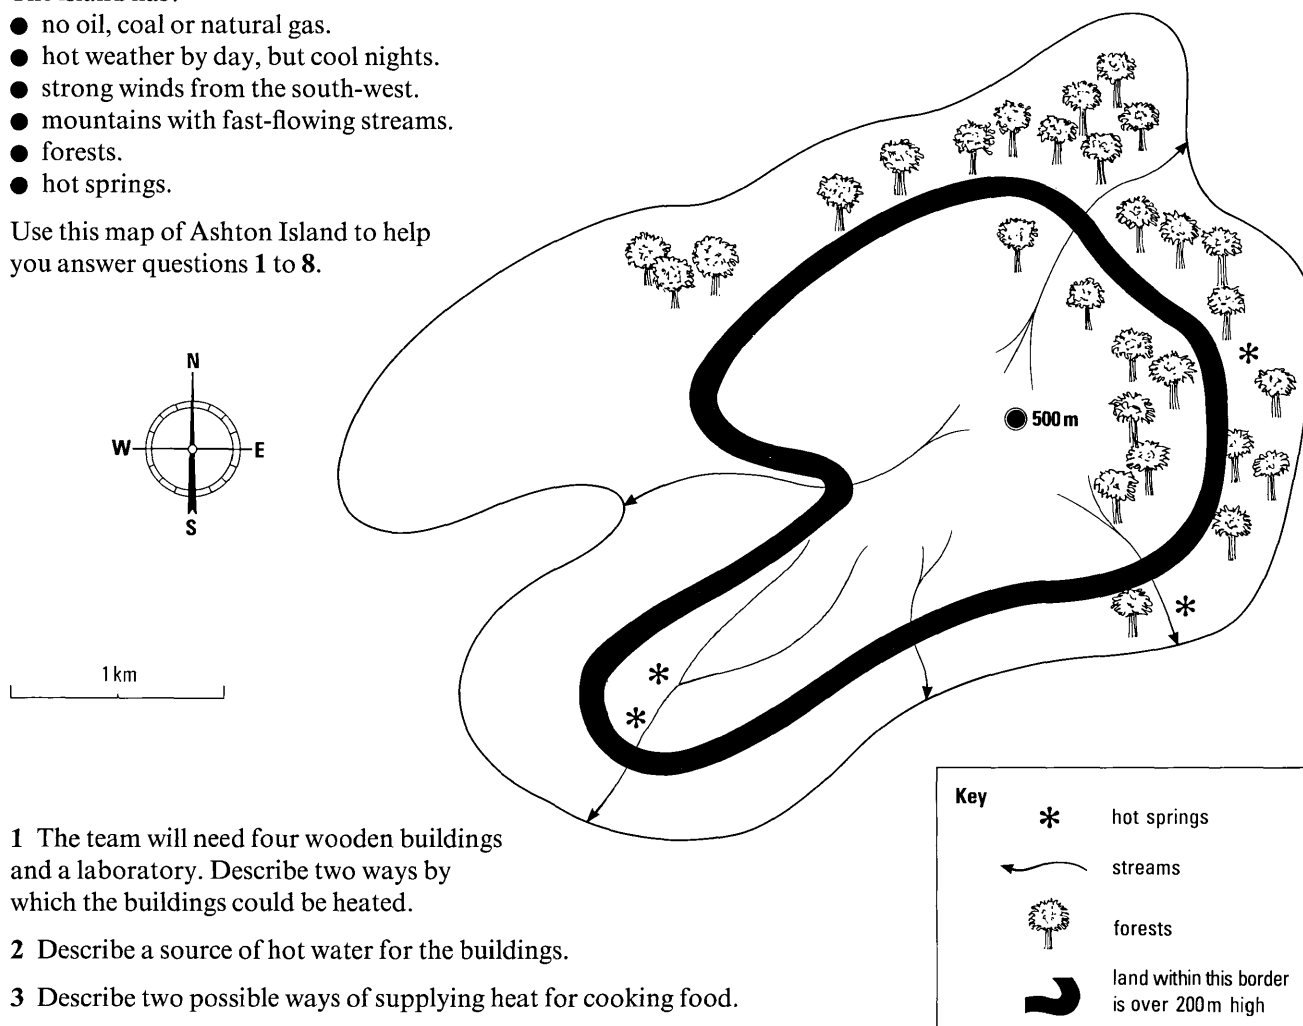 ● no oil, coal or natural gas.
● hot weather by day, but cool nights.
● strong winds from the south-west.
● mountains with fast-flowing streams.
● forests.
● hot springs.
Use this map of Ashton Island to help
you answer questions 1 to 8.
N
W
E
S
500 m
1 km
1 The team will need four wooden buildings
and a laboratory. Describe two ways by
which the buildings could be heated.
2 Describe a source of hot water for the buildings.
3 Describe two possible ways of supplying heat for cooking food.
Key
hot springs
streams
forests
land within this border
is over 200 m high